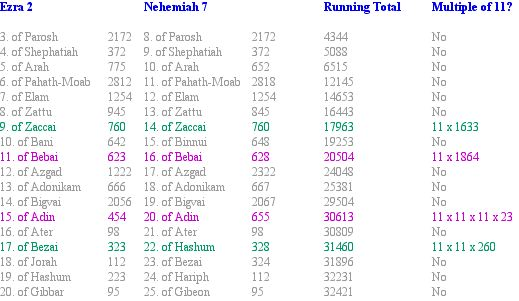 Ezra 2 Nehemiah 7 Running Total Multiple of 11?
3. of Parosh 2172 8. of Parosh 2172 4344 No
4. of Shephatiah 372 9. of Shephatiah 372 5088 No
5. of Arah 775 10. of Arah 652 6515 No
6. of Pahath-Moab 2812 11. of Pahath-Moab 2818 12145 No
7. of Elam 1254 12. of Elam 1254 14653 No
8. of Zattu 945 13. of Zattu 845 16443 No
9. of Zaccai 760 14. of Zaccai 760 17963 11 x 1633
10. of Bani 642 15. of Binnui 648 19253 No
11. of Bebai 623 16. of Bebai 628 20504 11 x 1864
12. of Azgad 1222 17. of Azgad 2322 24048 No
13. of Adonikam 666 18. of Adonikam 667 25381 No
14. of Bigvai 2056 19. of Bigvai 2067 29504 No
15. of Adin 454 20. of Adin 655 30613 11 x 11 x 11 x 23
16. of Ater 98 21. of Ater 98 30809 No
17. of Bezai 323 22. of Hashum 328 31460 11 x 11 x 260
18. of Jorah 112 23. of Bezai 324 31896 No
19. of Hashum 223 24. of Hariph 112 32231 No
20. of Gibbar 95 25. of Gibeon 95 32421 No